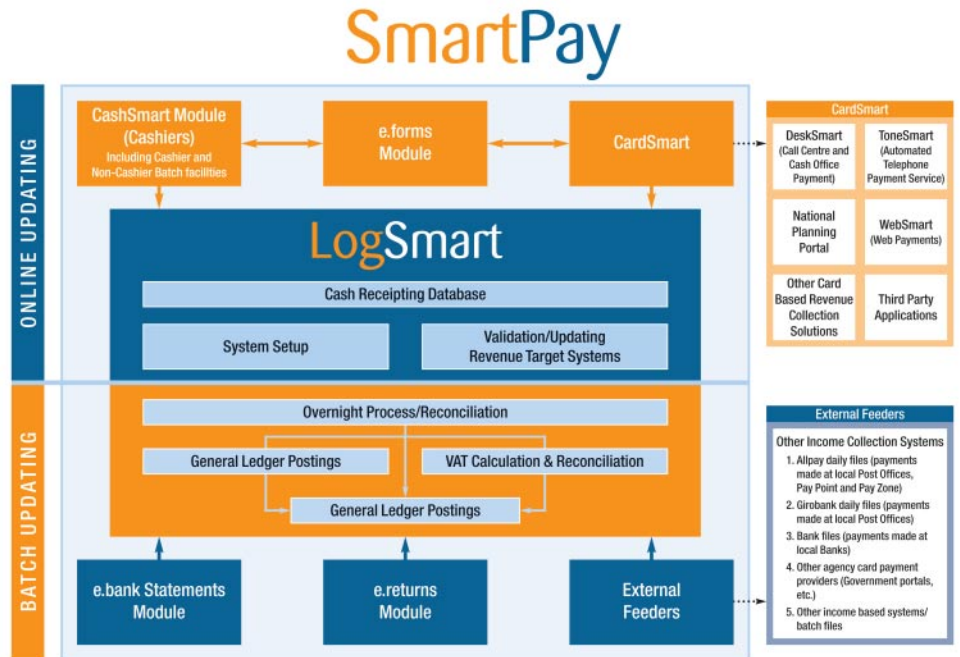 SmartPay
ONLINE UPDATING
CashSmart Module
(Cashiers)
Including Cashier and
Non-Cashier Batch facilities
e.forms
Module
CardSmart
LogSmart
Cash Receipting Database
System Setup
Validation/Updating
Revenue Target Systems
BATCH UPDATING
Overnight Process/Reconciliation
General Ledger Postings
VAT Calculation & Reconciliation
General Ledger Postings
e.bank Statements
Module
e.returns
Module
External
Feeders
CardSmart
DeskSmart
(Call Centre and
Cash Office
Payment)
ToneSmart
(Automated
Telephone
Payment Service)
National
Planning
Portal
WebSmart
(Web Payments)
Other Card
Based Revenue
Collection
Solutions
Third Party
Applications
External Feeders
Other Income Collection Systems
1. Allpay daily files (payments
made at local Post Offices,
Pay Point and Pay Zone)
2. Girobank daily files (payments
made at local Post Offices)
3. Bank files (payments made at
local Banks)
4. Other agency card payment
providers (Government portals,
etc.)
5. Other income based systems/
batch files